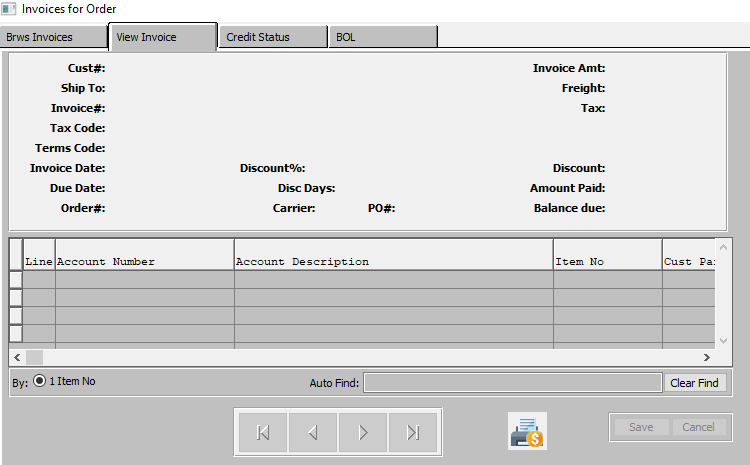 Invoices for Order
Brws Invoices View Invoice Credit Status BOL
Cust#: Invoice Amt:
Ship To: Freight:
Invoice#: Tax:
Tax Code:
Terms Code:
Invoice Date: Discount%: Discount:
Due Date: Disc Days: Amount Paid:
Order#: Carrier: PO#: Balance due:
Line Account Number Account Description Item No Cust Pa
By: 1 Item No Auto Find: Clear Find
Save Cancel